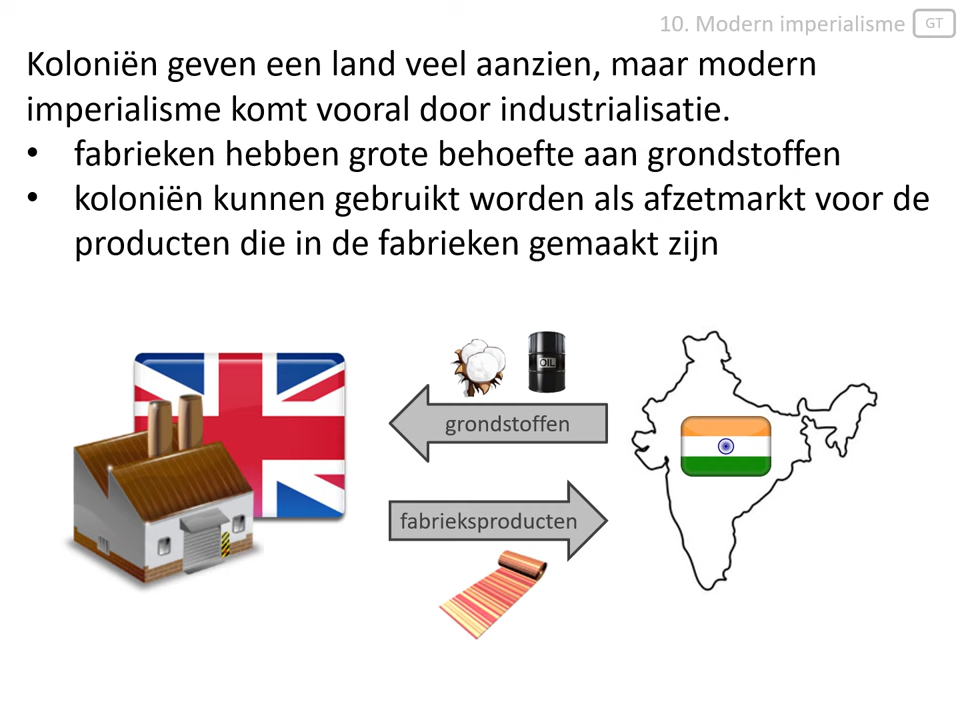 10. Modern imperialisme GT
Koloniën geven een land veel aanzien, maar modern
imperialisme komt vooral door industrialisatie.
• fabrieken hebben grote behoefte aan grondstoffen
• koloniën kunnen gebruikt worden als afzetmarkt voor de
producten die in de fabrieken gemaakt zijn
OIL
grondstoffen
fabrieksproducten